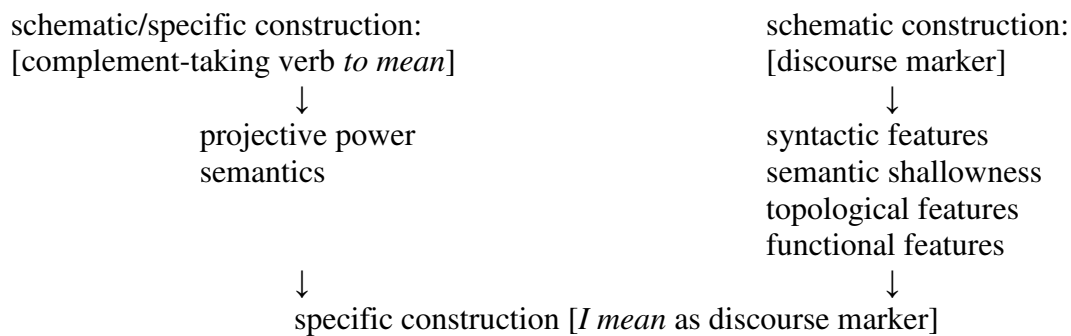 schematic/specific construction: schematic construction:
[complement-taking verb to mean] [discourse marker]
↓ ↓
projective power syntactic features
semantics semantic shallowness
topological features
functional features
↓ ↓
specific construction [I mean as discourse marker]